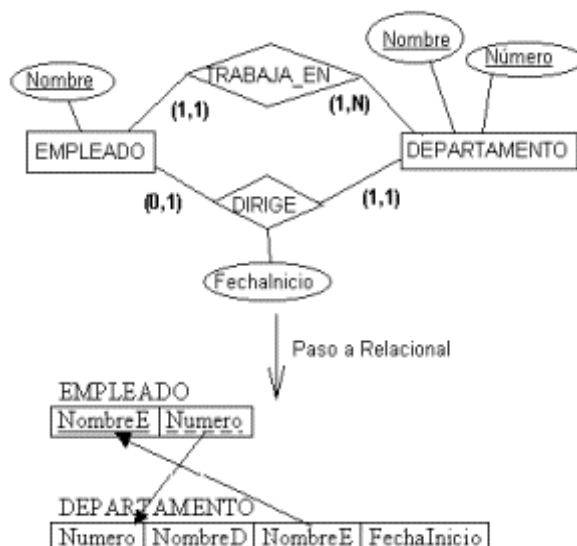 Nombre
Número
Nombre
TRABAJA_EN
(1,1)
(1,N)
EMPLEADO
DEPARTAMENTO
(0,1)
DIRIGE
(1,1)
FechaInicio
Paso a Relacional
EMPLEADO
NombreE Numero
DEPARTAMENTO
Numero NombreD NombreE FechaInicio